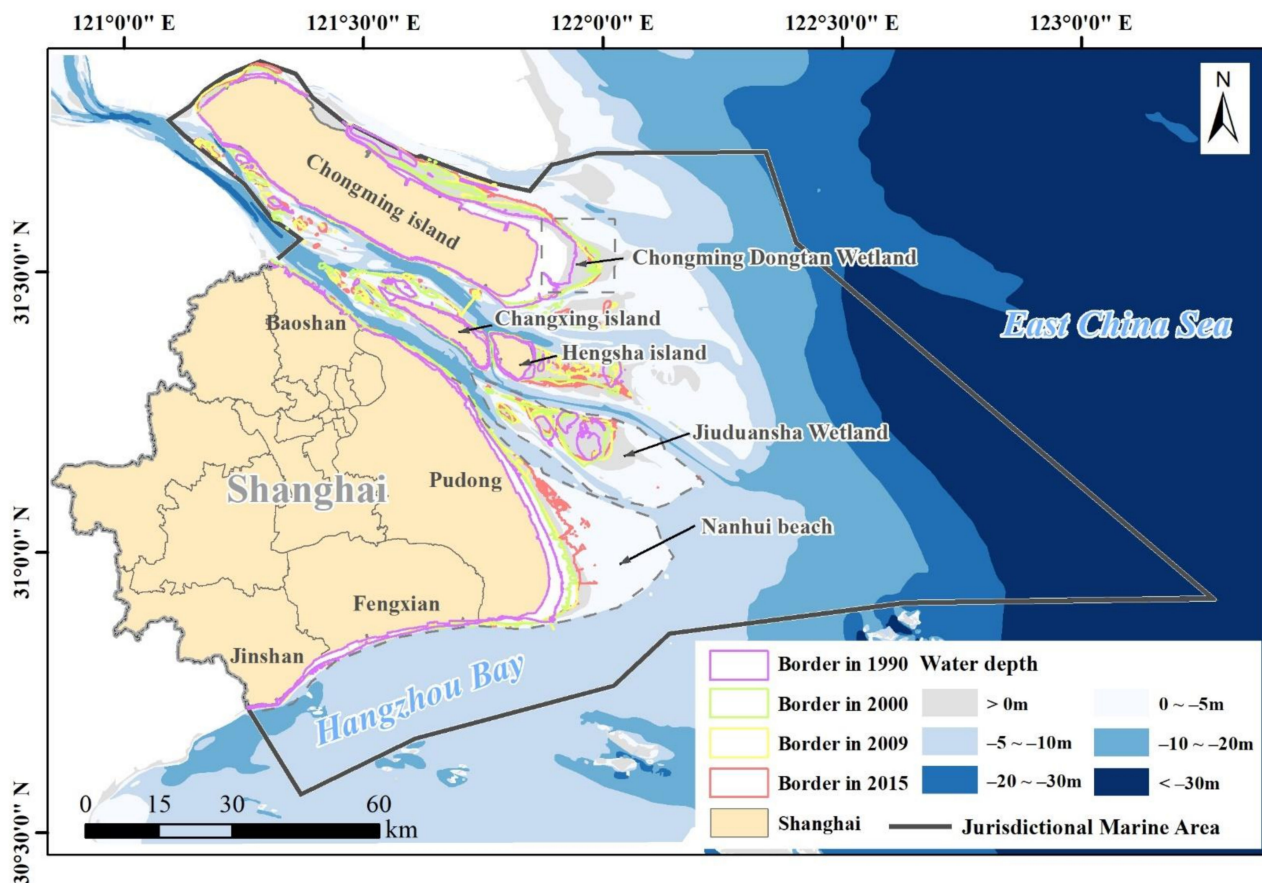 121°0'0" E 121°30'0" E 122°0'0" E 122°30'0" E 123°0'0" E
N
31°30'0" N
31°0'0" N
30°30'0" N
Chongming island
Chongming Dongtan Wetland
Changxing island
Hengsha island
East China Sea
Baoshan
Jiuduansha Wetland
Pudong
Shanghai
Nanhui beach
Fengxian
Jinshan
Hangzhou Bay
0 15 30 60
km
Border in 1990
Border in 2000
Border in 2009
Border in 2015
Shanghai
Water depth
> 0m
0 ~ –5m
–5 ~ –10m
–10 ~ –20m
–20 ~ –30m
< –30m
Jurisdictional Marine Area